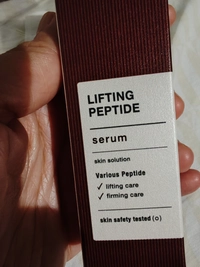 LIFTING
PEPTIDE
serum
skin solution
Various Peptide
✓ lifting care
✓ firming care
skin safety tested (o)